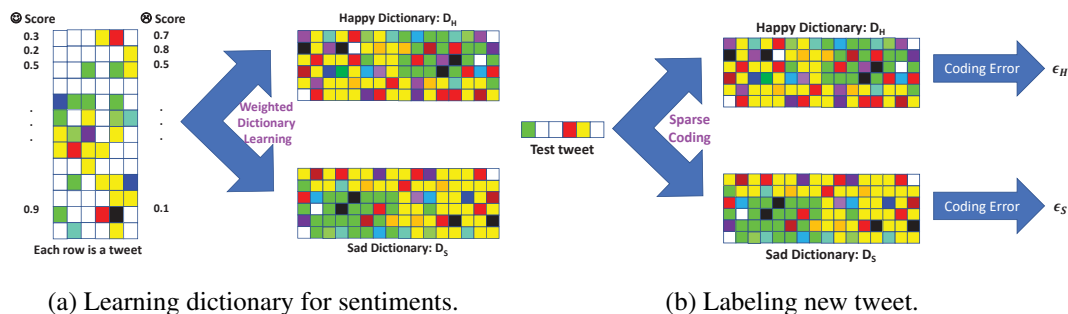 ☺ Score
☹ Score
0.3
0.2
0.5
.
.
.
0.9
0.7
0.8
0.5
.
.
.
0.1
Each row is a tweet
Weighted
Dictionary
Learning
Happy Dictionary: D_H
Sad Dictionary: D_S
(a) Learning dictionary for sentiments.
Test tweet
Sparse
Coding
Happy Dictionary: D_H
Coding Error
ϵ_H
Coding Error
ϵ_S
Sad Dictionary: D_S
(b) Labeling new tweet.